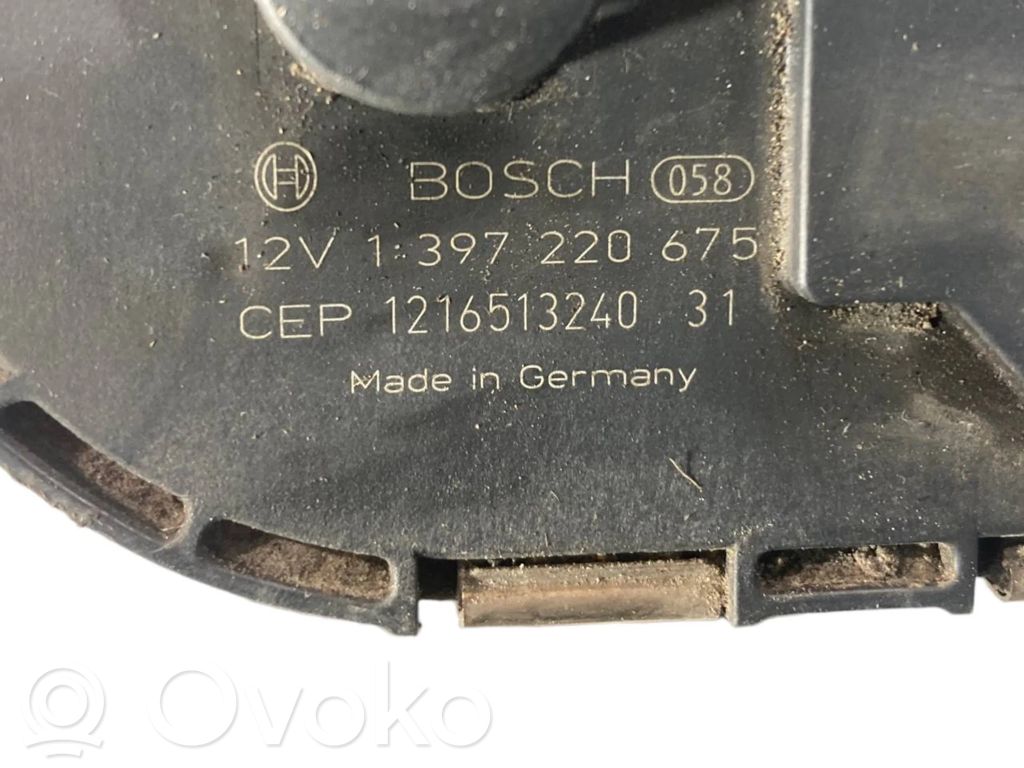 BOSCH 058
12V 1 397 220 675
CEP 1216513240 31
Made in Germany
Ovoko